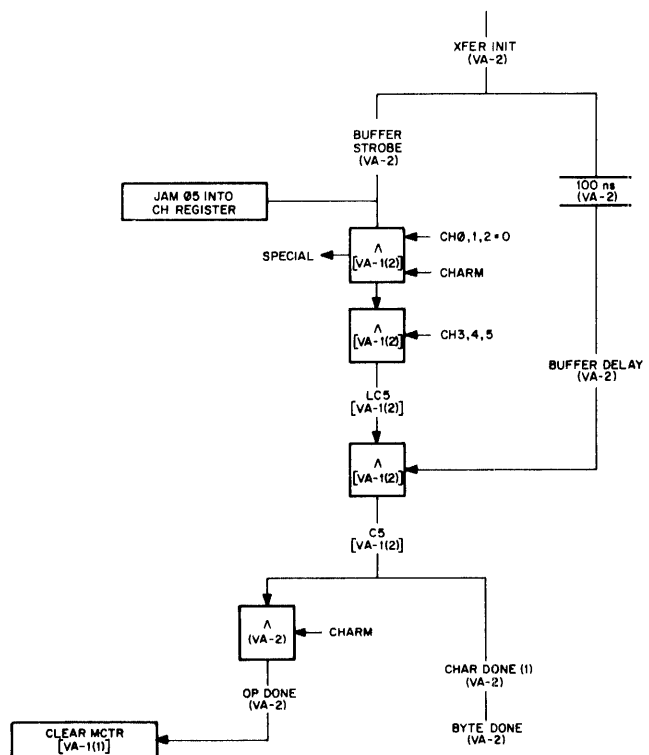 XFER INIT
(VA-2)
BUFFER
STROBE
(VA-2)
100 ns
(VA-2)
JAM Ø5 INTO
CH REGISTER
CHØ,1,2=0
SPECIAL
Λ
[VA-1(2)]
CHARM
Λ
[VA-1(2)]
CH3,4,5
BUFFER DELAY
(VA-2)
LC5
[VA-1(2)]
Λ
[VA-1(2)]
C5
[VA-1(2)]
Λ
(VA-2)
CHARM
CHAR DONE (1)
(VA-2)
OP DONE
(VA-2)
BYTE DONE
(VA-2)
CLEAR MCTR
[VA-1(1)]